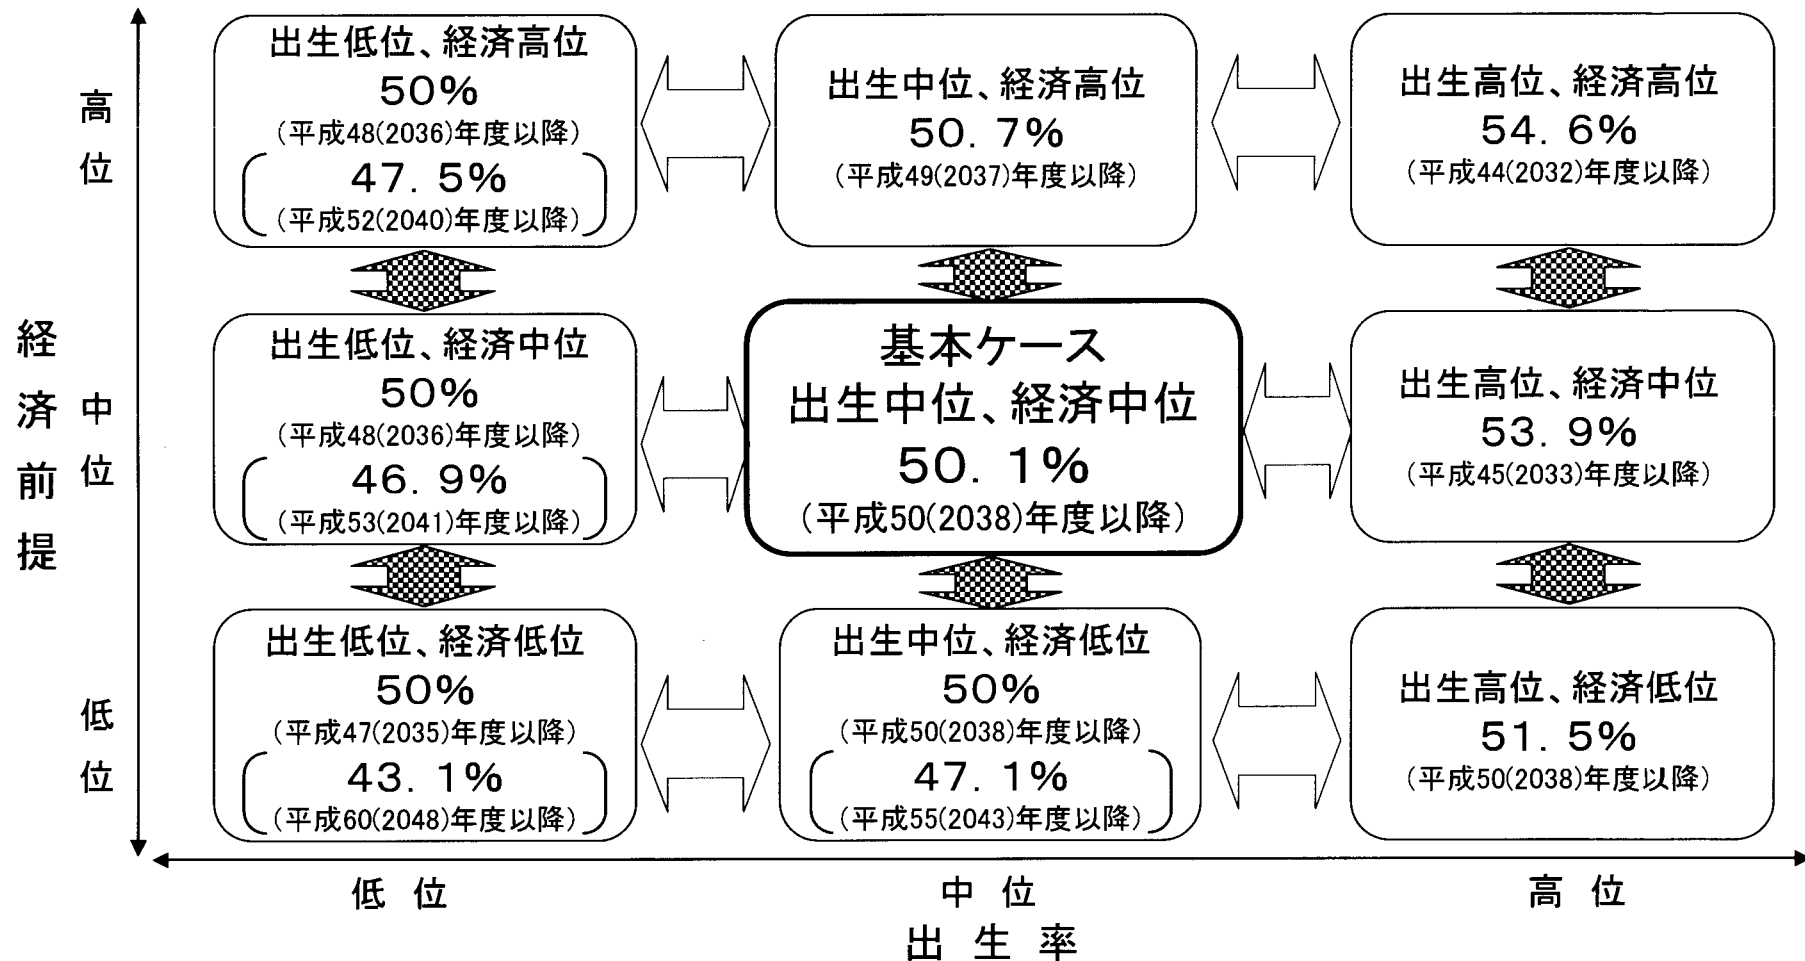 経済前提
高位
中位
低位
出生低位、経済高位
50%
(平成48(2036)年度以降)
47.5%
(平成52(2040)年度以降)
出生中位、経済高位
50.7%
(平成49(2037)年度以降)
出生高位、経済高位
54.6%
(平成44(2032)年度以降)
出生低位、経済中位
50%
(平成48(2036)年度以降)
46.9%
(平成53(2041)年度以降)
基本ケース
出生中位、経済中位
50.1%
(平成50(2038)年度以降)
出生高位、経済中位
53.9%
(平成45(2033)年度以降)
出生低位、経済低位
50%
(平成47(2035)年度以降)
43.1%
(平成60(2048)年度以降)
出生中位、経済低位
50%
(平成50(2038)年度以降)
47.1%
(平成55(2043)年度以降)
出生高位、経済低位
51.5%
(平成50(2038)年度以降)
低位
中位
高位
出生率